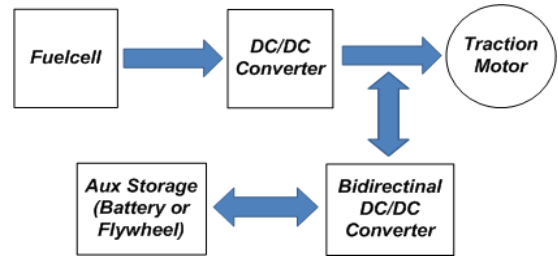 Fuelcell
DC/DC
Converter
Traction
Motor
Aux Storage
(Battery or
Flywheel)
Bidirectinal
DC/DC
Converter